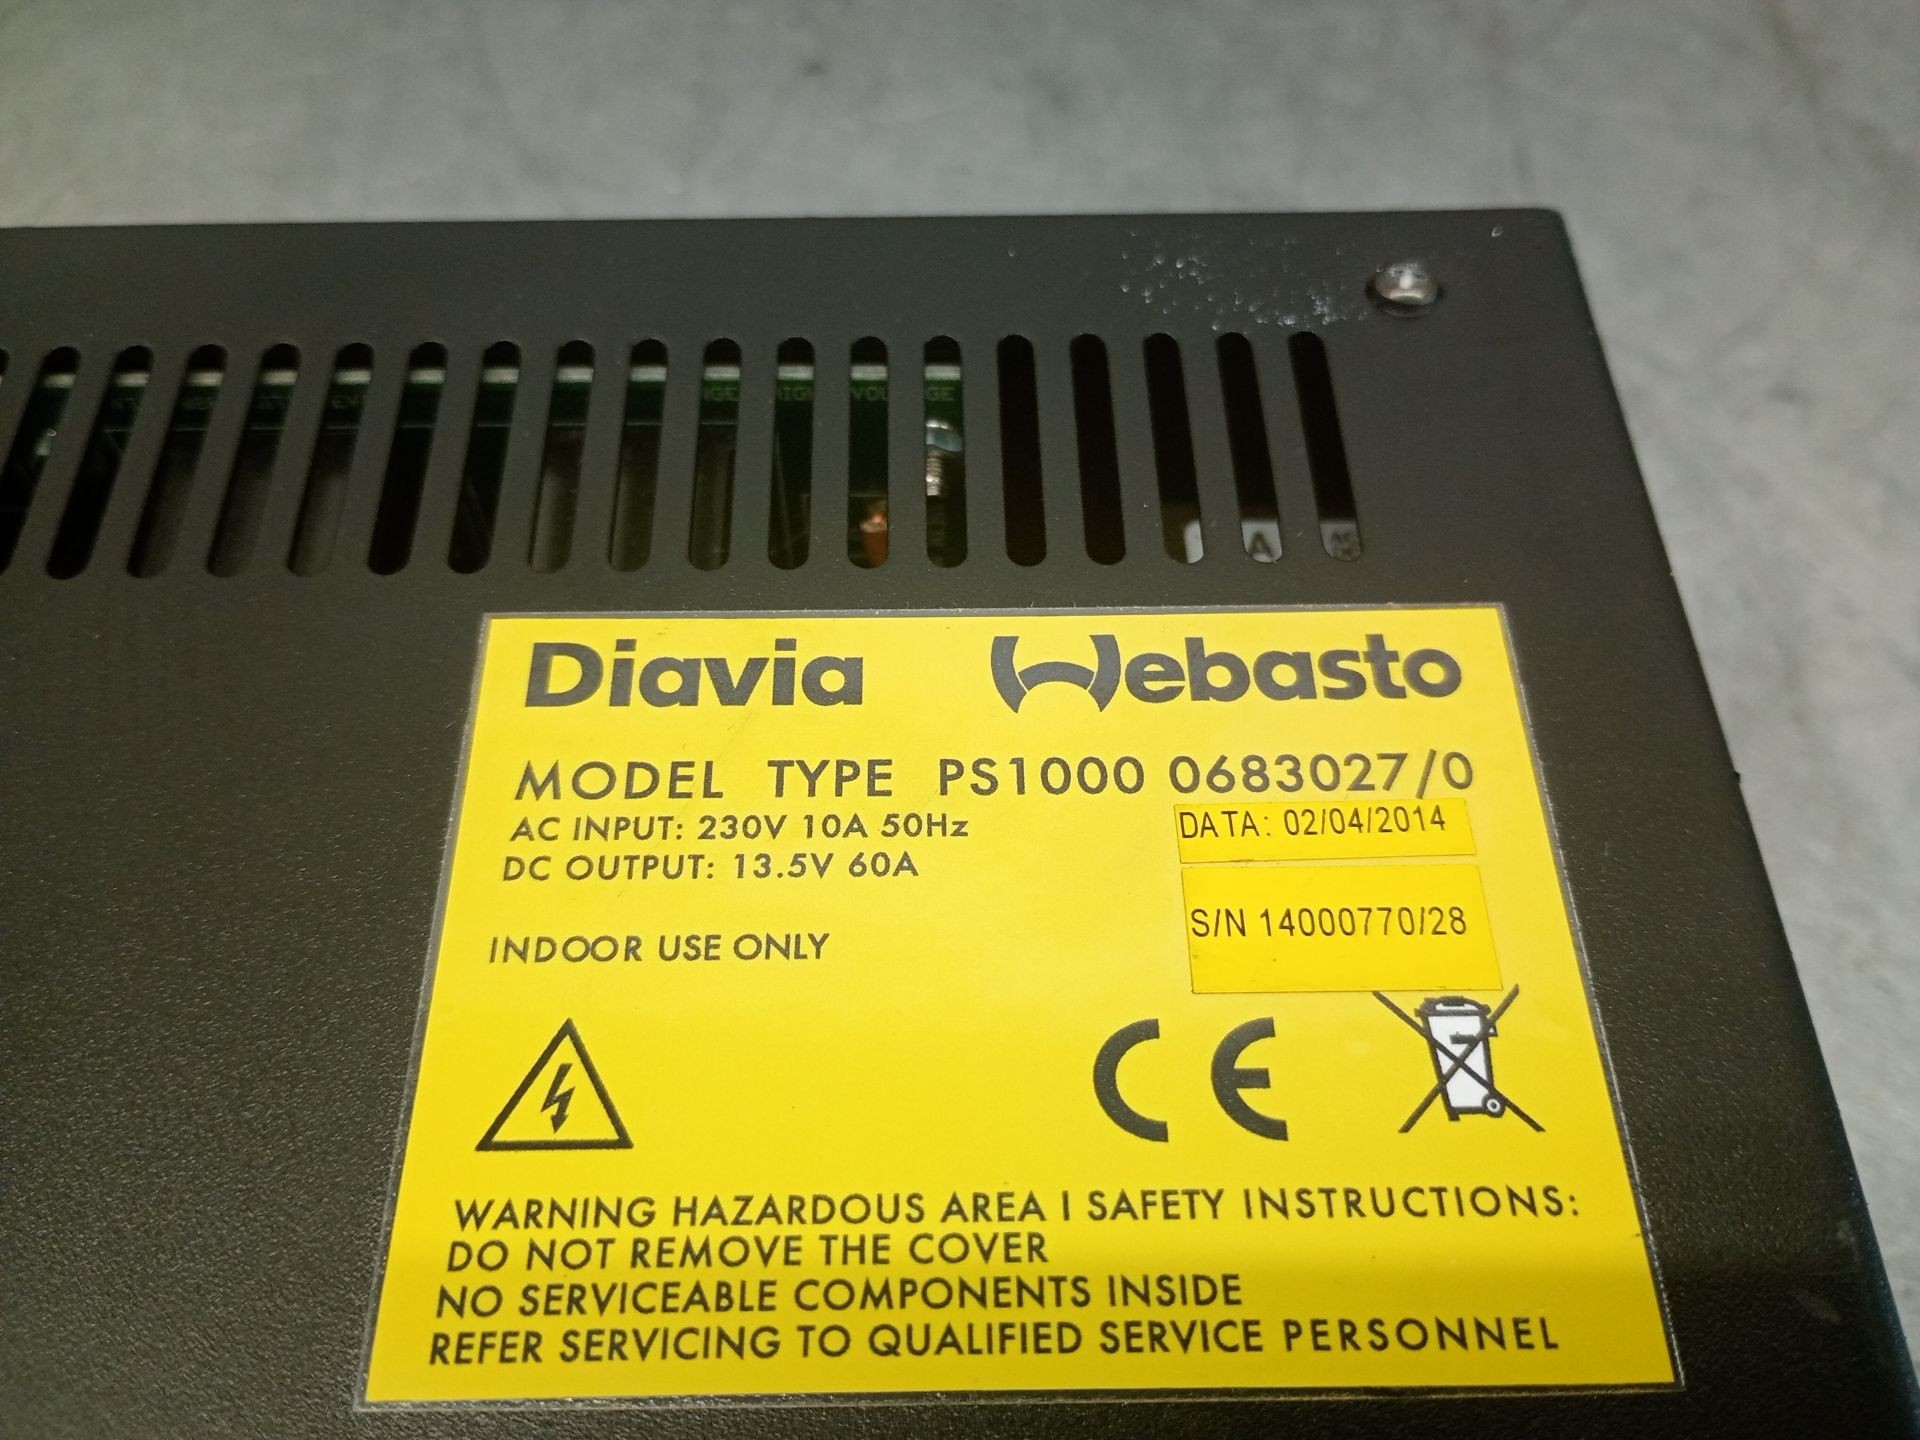 VOL GE
A
Diavia Webasto
MODEL TYPE PS1000 0683027/0
AC INPUT: 230V 10A 50Hz
DATA: 02/04/2014
DC OUTPUT: 13.5V 60A
S/N 14000770/28
INDOOR USE ONLY
CE
WARNING HAZARDOUS AREA I SAFETY INSTRUCTIONS:
DO NOT REMOVE THE COVER
NO SERVICEABLE COMPONENTS INSIDE
REFER SERVICING TO QUALIFIED SERVICE PERSONNEL